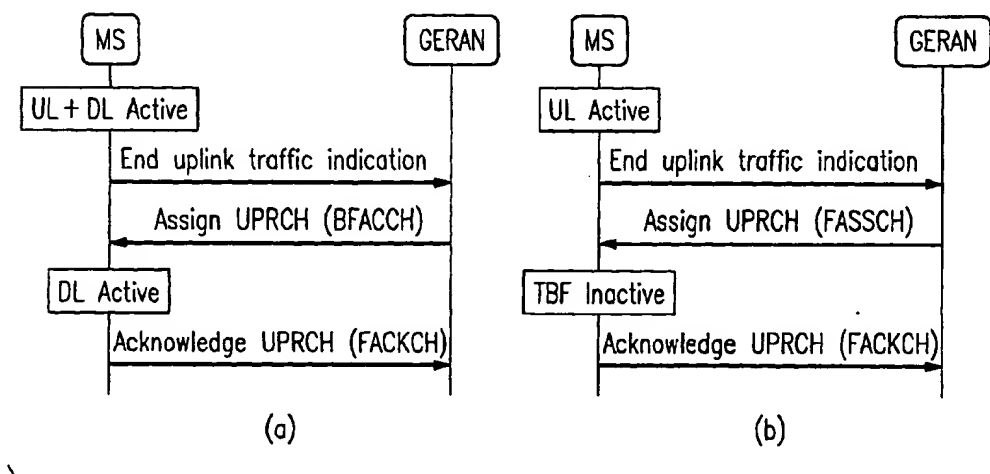 MS
GERAN
UL + DL Active
End uplink traffic indication
Assign UPRCH (BFACCH)
DL Active
Acknowledge UPRCH (FACKCH)
(a)
MS
GERAN
UL Active
End uplink traffic indication
Assign UPRCH (FASSCH)
TBF Inactive
Acknowledge UPRCH (FACKCH)
(b)